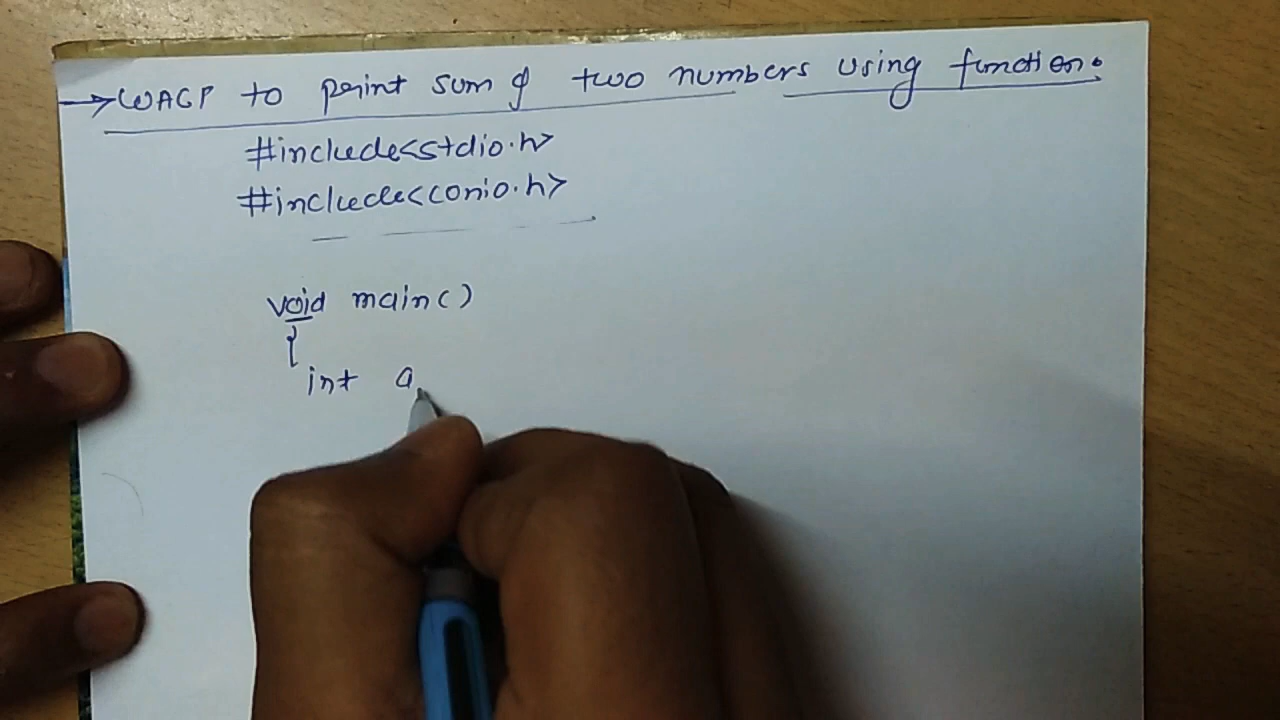 →WAGP to print sum of two numbers using function.
#include<stdio.h>
#include<conio.h>
void main()
{
int a,